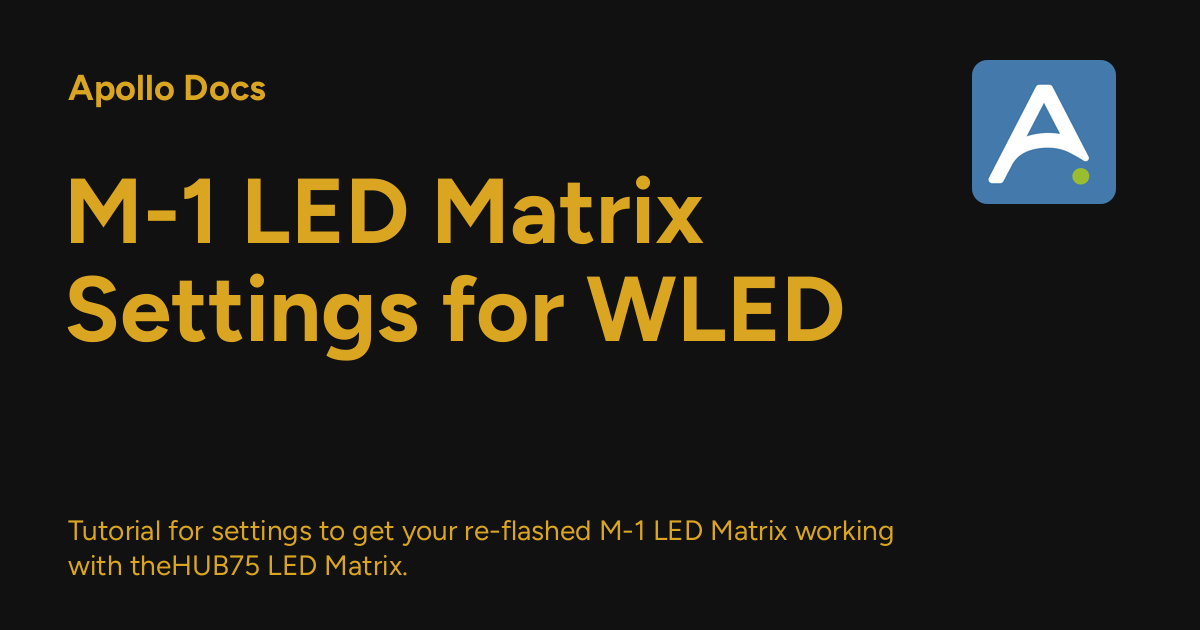 Apollo Docs
M-1 LED Matrix
Settings for WLED
Tutorial for settings to get your re-flashed M-1 LED Matrix working
with theHUB75 LED Matrix.